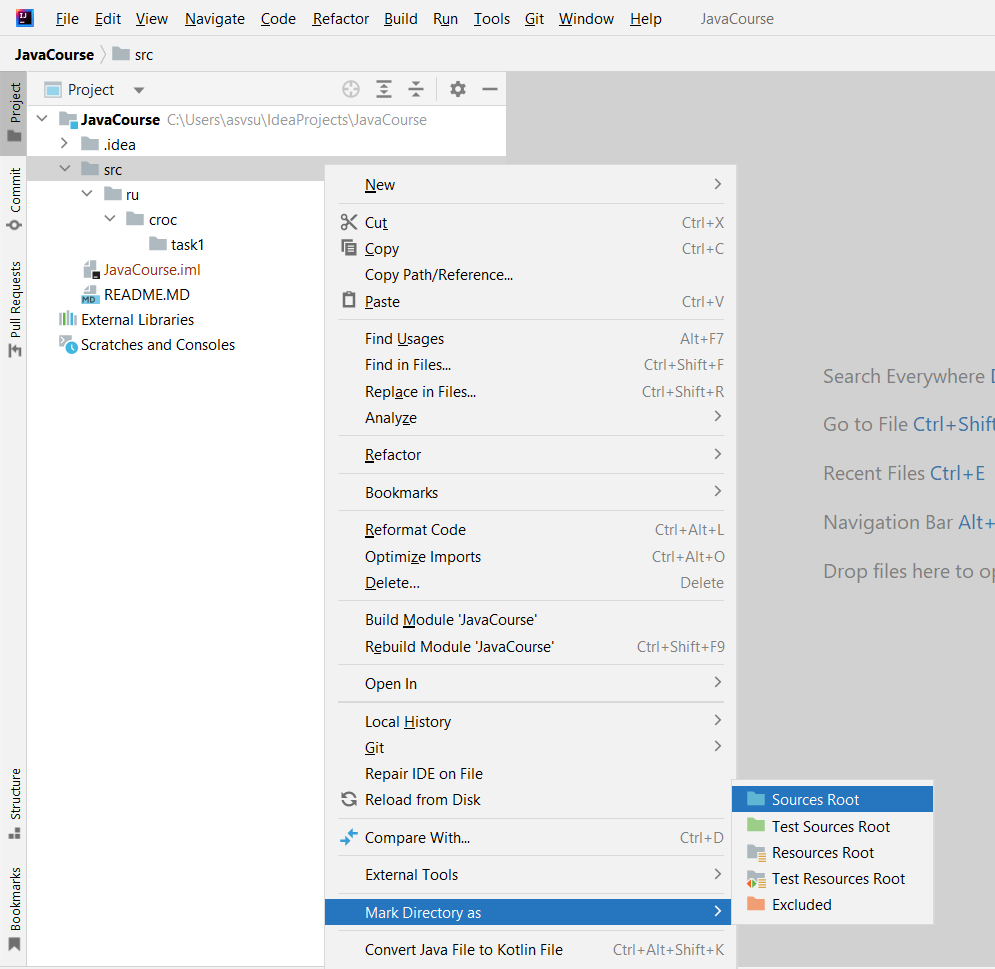 File Edit View Navigate Code Refactor Build Run Tools Git Window Help JavaCourse
JavaCourse src
Project
Project
Commit
Pull Requests
Structure
Bookmarks
JavaCourse C:\Users\asvsu\IdeaProjects\JavaCourse
.idea
src
ru
croc
task1
JavaCourse.iml
README.MD
External Libraries
Scratches and Consoles
New
Cut Ctrl+X
Copy Ctrl+C
Copy Path/Reference...
Paste Ctrl+V
Find Usages Alt+F7
Find in Files... Ctrl+Shift+F
Replace in Files... Ctrl+Shift+R
Analyze
Refactor
Bookmarks
Reformat Code Ctrl+Alt+L
Optimize Imports Ctrl+Alt+O
Delete... Delete
Build Module 'JavaCourse'
Rebuild Module 'JavaCourse' Ctrl+Shift+F9
Open In
Local History
Git
Repair IDE on File
Reload from Disk
Compare With... Ctrl+D
External Tools
Mark Directory as
Convert Java File to Kotlin File Ctrl+Alt+Shift+K
Sources Root
Test Sources Root
Resources Root
Test Resources Root
Excluded
Search Everywhere
Go to File Ctrl+Shift
Recent Files Ctrl+E
Navigation Bar Alt+
Drop files here to